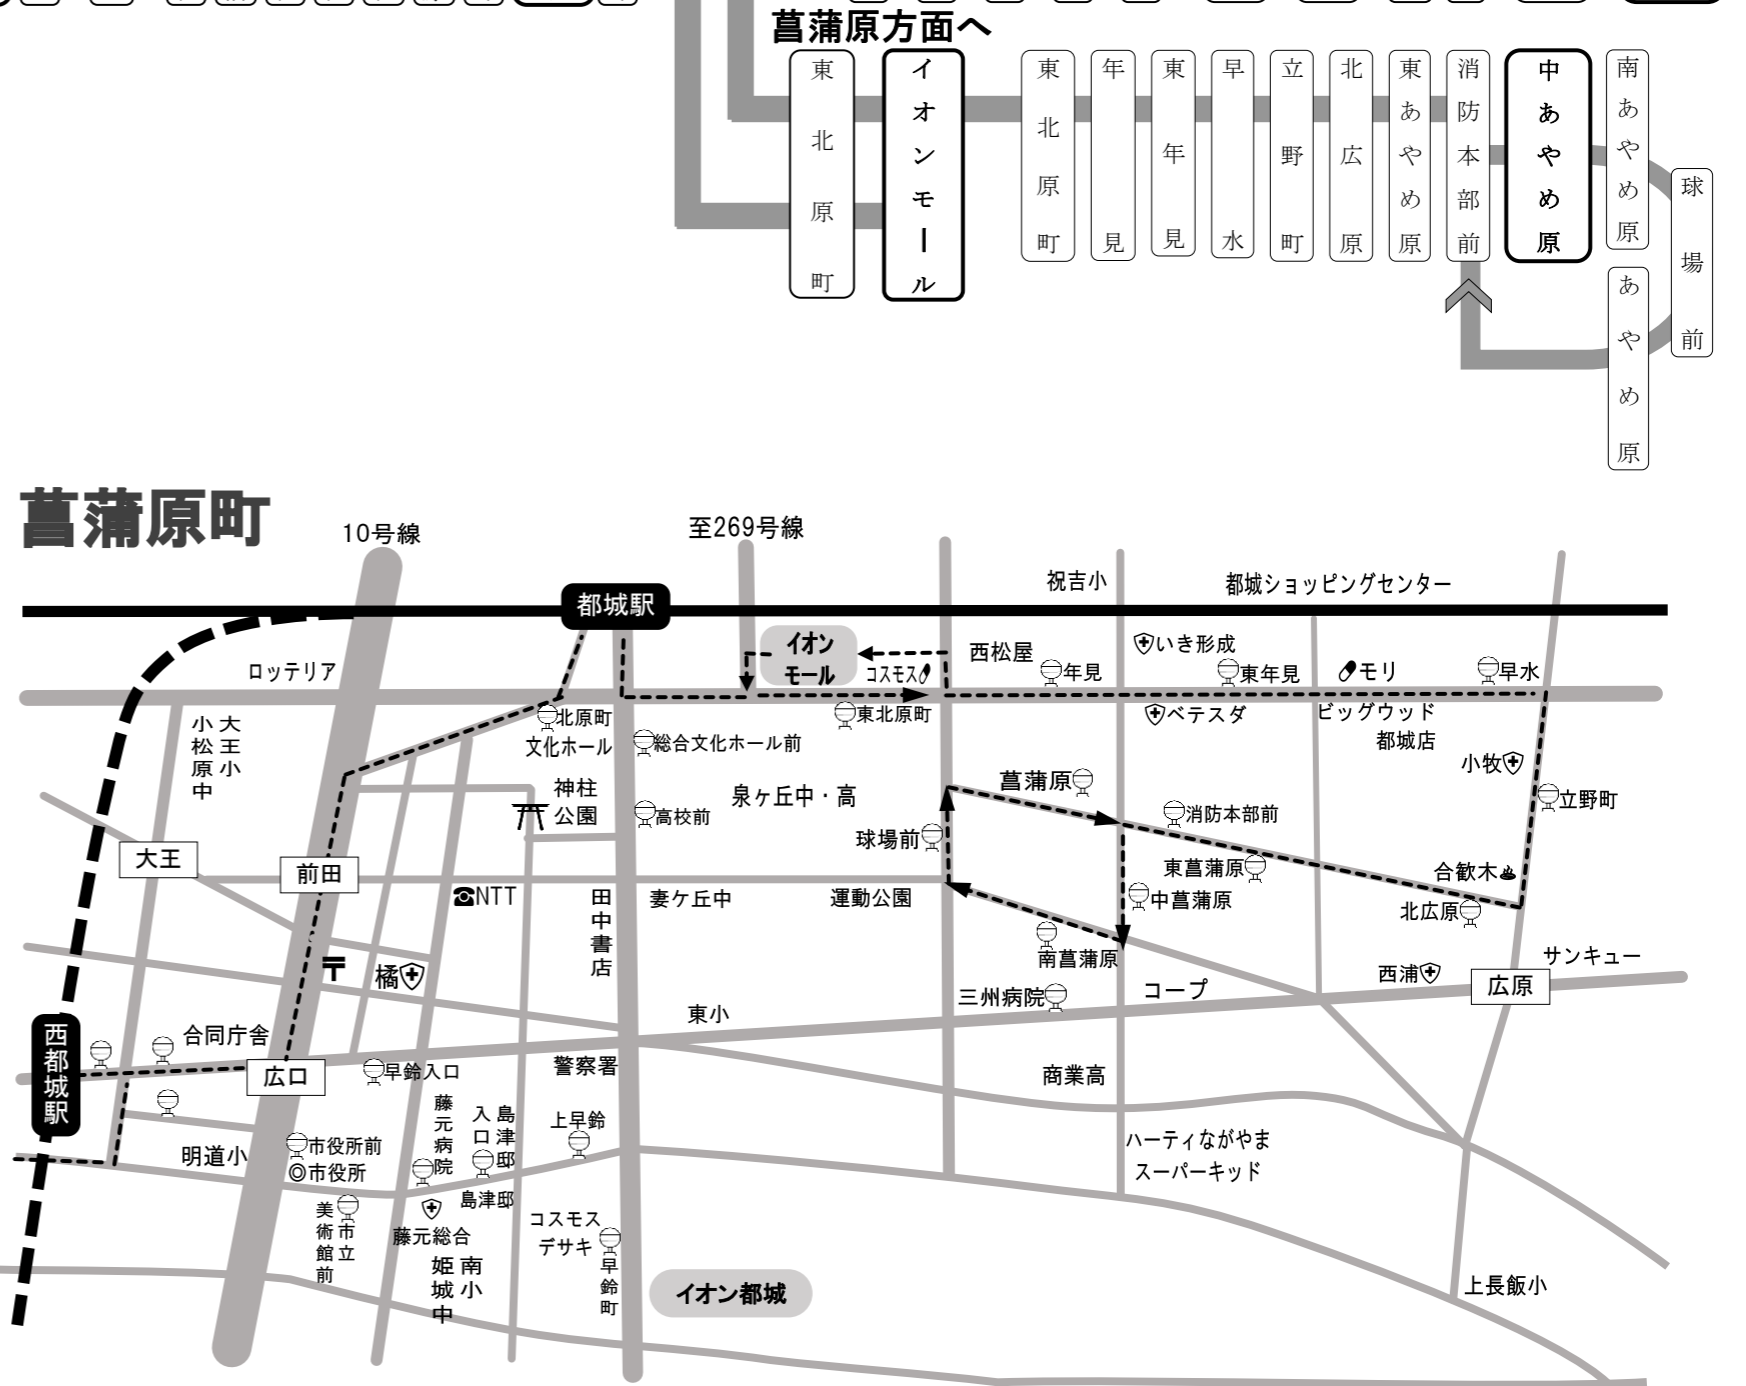 菖蒲原方面へ
東北原町
イオンモール
東北原町
年見
東年見
早水
立野町
北広原
東あやめ原
消防本部前
中あやめ原
南あやめ原
球場前
あやめ原
菖蒲原町
10号線
至269号線
祝吉小
都城ショッピングセンター
都城駅
イオン
モール
コスモス
西松屋
いき形成
年見
東年見
モリ
早水
ロッテリア
北原町
東北原町
ベテスダ
ビッグウッド
都城店
大王小
小松原中
文化ホール
総合文化ホール前
小牧
神柱
公園
高校前
泉ヶ丘中・高
菖蒲原
消防本部前
立野町
球場前
大王
前田
東菖蒲原
合歓木
NTT
田中書店
妻ケ丘中
運動公園
中菖蒲原
北広原
南菖蒲原
橘
〒
三州病院
コープ
西浦
広原
サンキュー
西都城駅
合同庁舎
東小
広口
早鈴入口
警察署
商業高
藤元病院
島津邸
入口
上早鈴
明道小
市役所前
◎市役所
ハーティながやま
スーパーキッド
島津邸
市立
美術館前
藤元総合
コスモス
デサキ
早鈴町
南小
姫城中
イオン都城
上長飯小